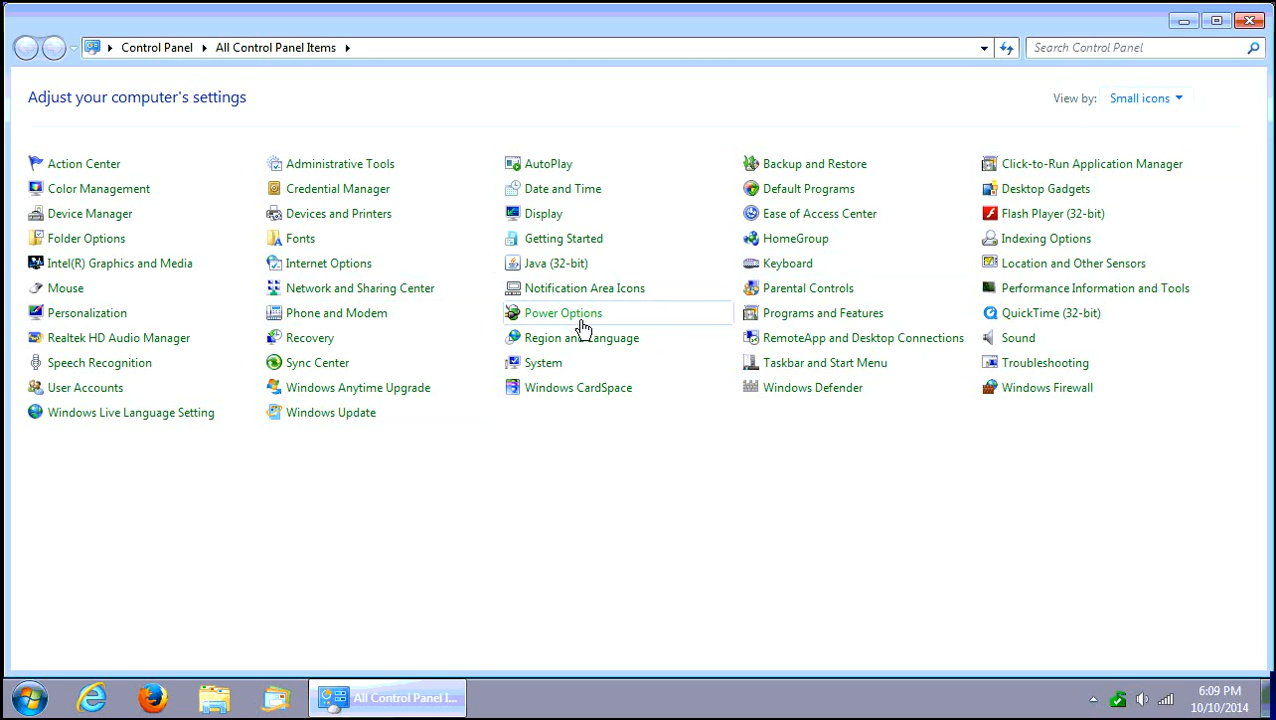 Control Panel All Control Panel Items Search Control Panel
Adjust your computer's settings View by: Small icons
Action Center Administrative Tools AutoPlay Backup and Restore Click-to-Run Application Manager
Color Management Credential Manager Date and Time Default Programs Desktop Gadgets
Device Manager Devices and Printers Display Ease of Access Center Flash Player (32-bit)
Folder Options Fonts Getting Started HomeGroup Indexing Options
Intel(R) Graphics and Media Internet Options Java (32-bit) Keyboard Location and Other Sensors
Mouse Network and Sharing Center Notification Area Icons Parental Controls Performance Information and Tools
Personalization Phone and Modem Power Options Programs and Features QuickTime (32-bit)
Realtek HD Audio Manager Recovery Region and Language RemoteApp and Desktop Connections Sound
Speech Recognition Sync Center System Taskbar and Start Menu Troubleshooting
User Accounts Windows Anytime Upgrade Windows CardSpace Windows Defender Windows Firewall
Windows Live Language Setting Windows Update
All Control Panel I... 6:09 PM
10/10/2014